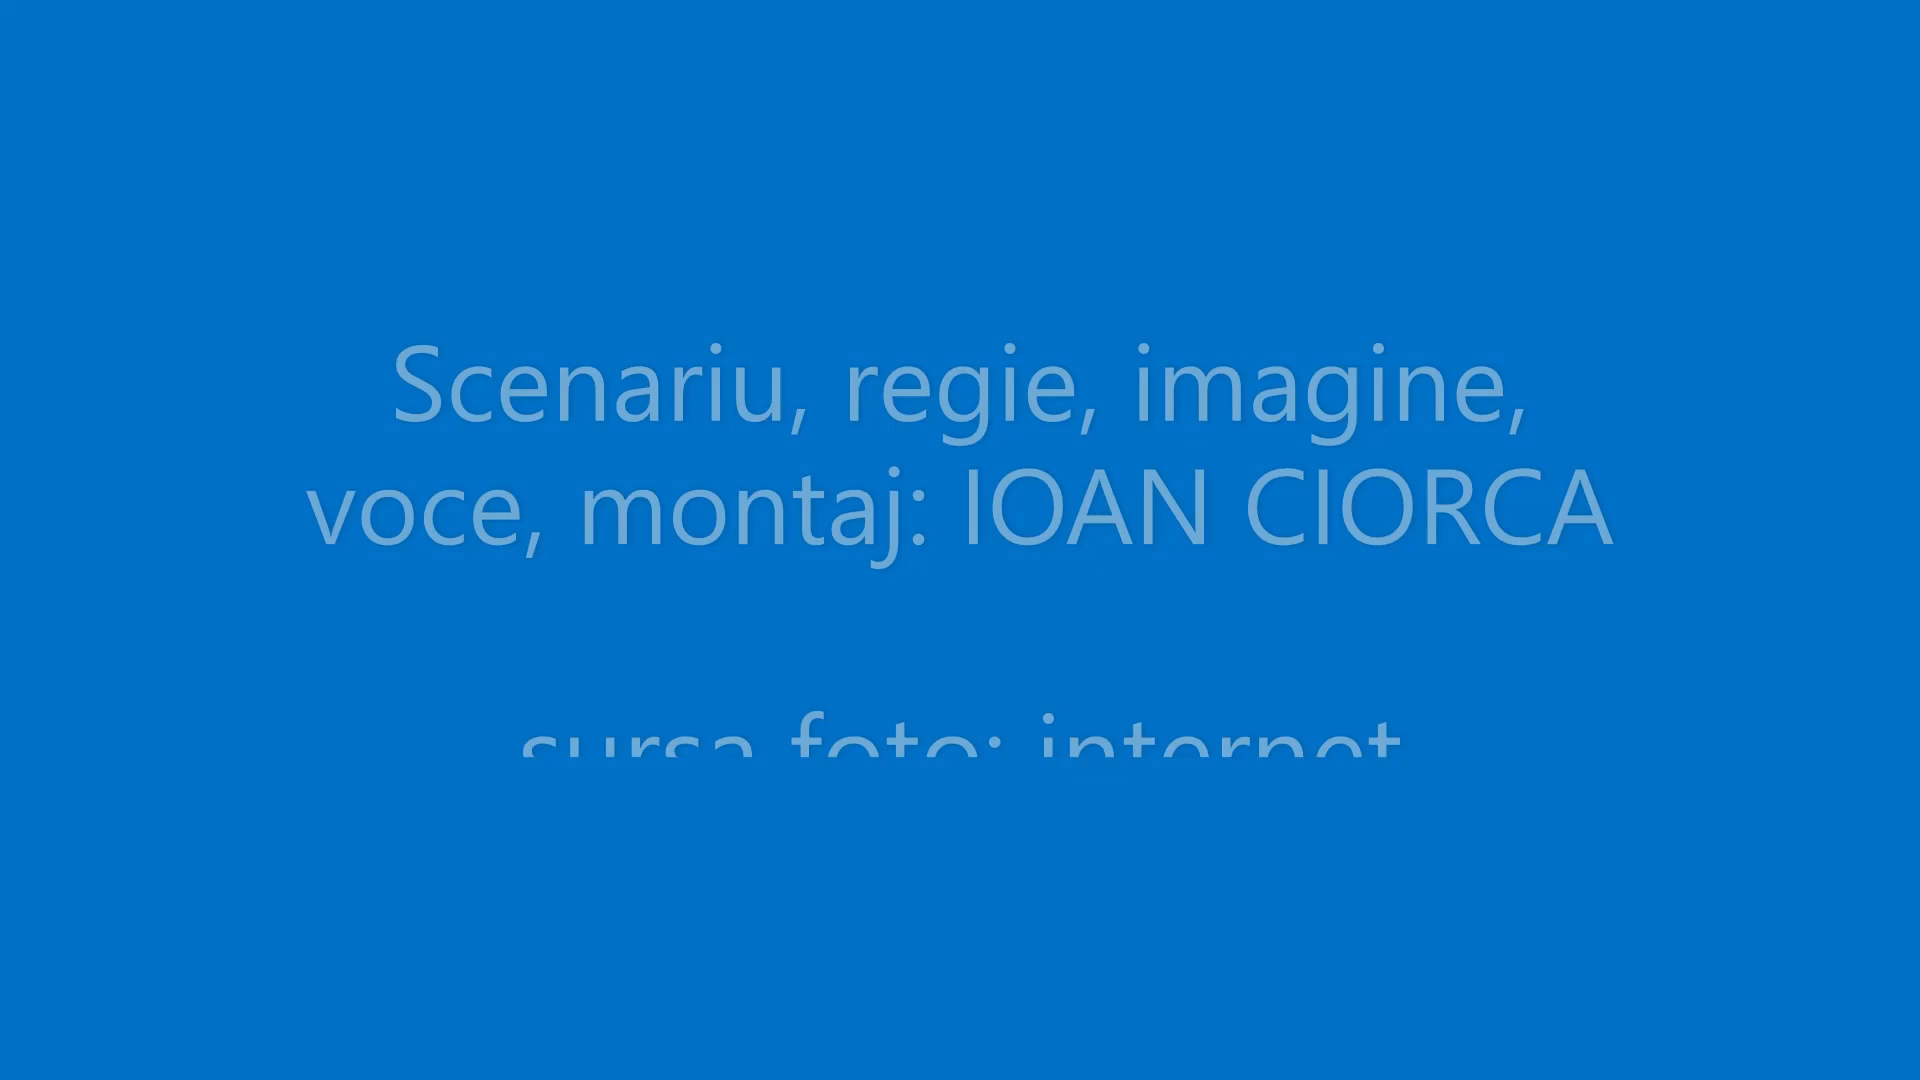 Scenariu, regie, imagine,
voce, montaj: IOAN CIORCA
sursa foto: internet